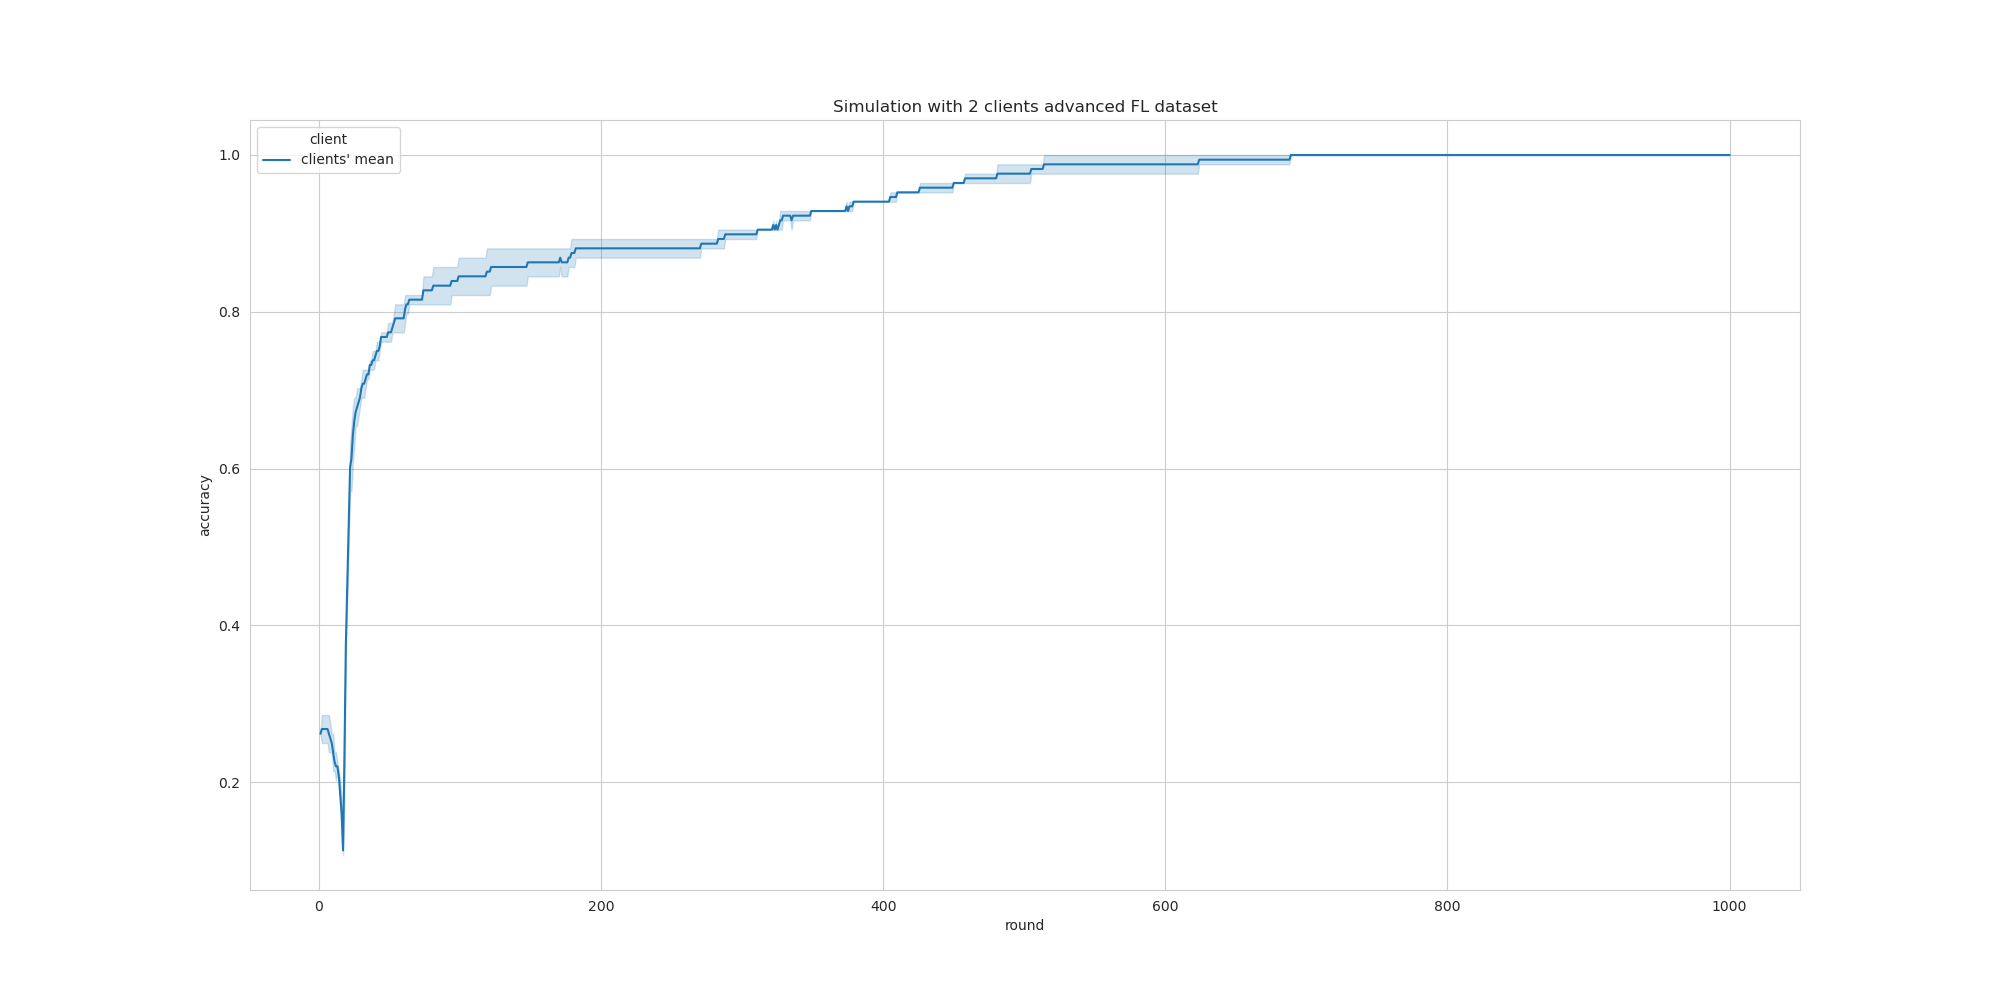 Simulation with 2 clients advanced FL dataset
client
clients' mean
1.0
0.8
0.6
0.4
0.2
accuracy
0 200 400 600 800 1000
round